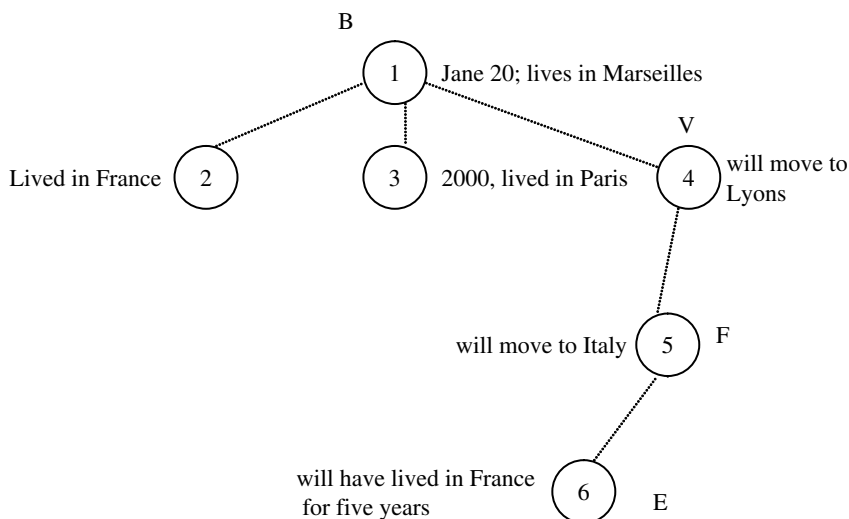 B
1 Jane 20; lives in Marseilles
V
Lived in France 2
3 2000, lived in Paris
4 will move to
Lyons
will move to Italy 5 F
will have lived in France
for five years
6 E